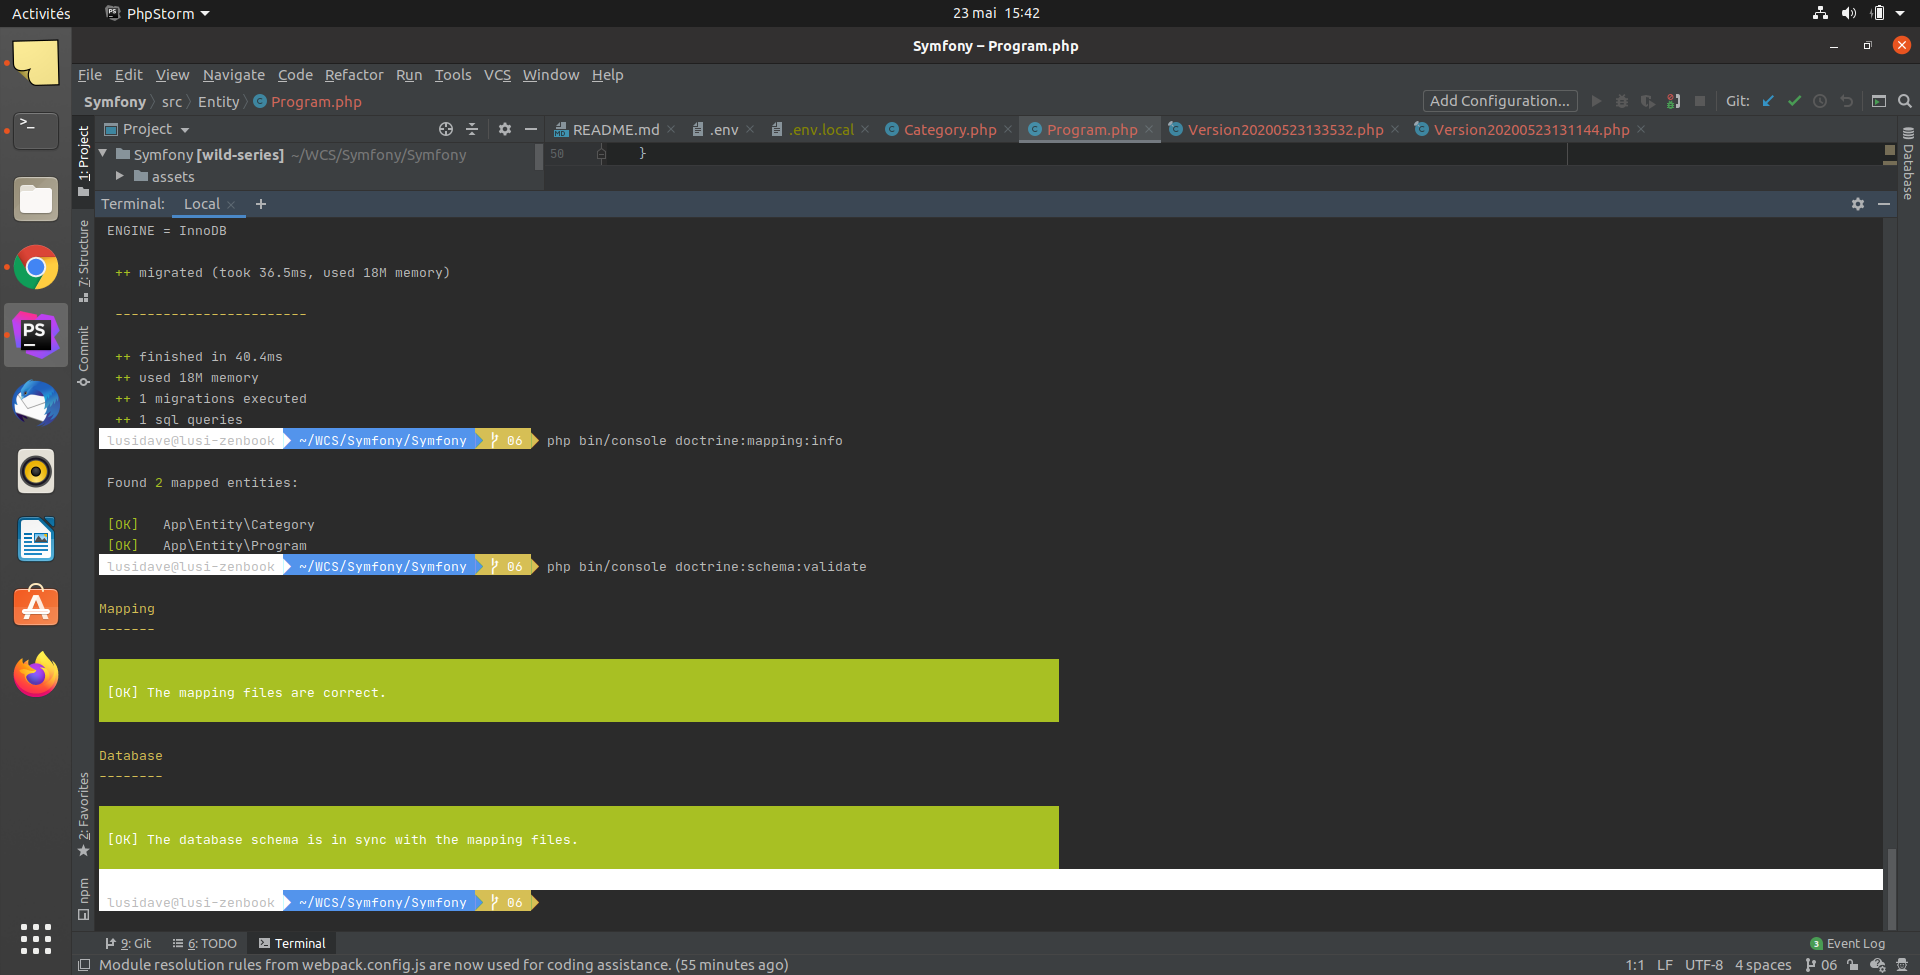 Activités
PhpStorm
23 mai 15:42
Symfony – Program.php
File Edit View Navigate Code Refactor Run Tools VCS Window Help
Symfony src Entity Program.php
Add Configuration...
Git:
Project
README.md
.env
.env.local
Category.php
Program.php
Version20200523133532.php
Version20200523131144.php
Symfony [wild-series] ~/WCS/Symfony/Symfony
50 }
assets
1: Project
7: Structure
Commit
2: Favorites
npm
Database
Terminal: Local +
ENGINE = InnoDB
++ migrated (took 36.5ms, used 18M memory)
------------------------
++ finished in 40.4ms
++ used 18M memory
++ 1 migrations executed
++ 1 sql queries
lusidave@lusi-zenbook ~/WCS/Symfony/Symfony 06 php bin/console doctrine:mapping:info
Found 2 mapped entities:
[OK] App\Entity\Category
[OK] App\Entity\Program
lusidave@lusi-zenbook ~/WCS/Symfony/Symfony 06 php bin/console doctrine:schema:validate
Mapping
-------
[OK] The mapping files are correct.
Database
--------
[OK] The database schema is in sync with the mapping files.
lusidave@lusi-zenbook ~/WCS/Symfony/Symfony 06
9: Git
6: TODO
Terminal
3 Event Log
Module resolution rules from webpack.config.js are now used for coding assistance. (55 minutes ago)
1:1 LF UTF-8 4 spaces 06
PS